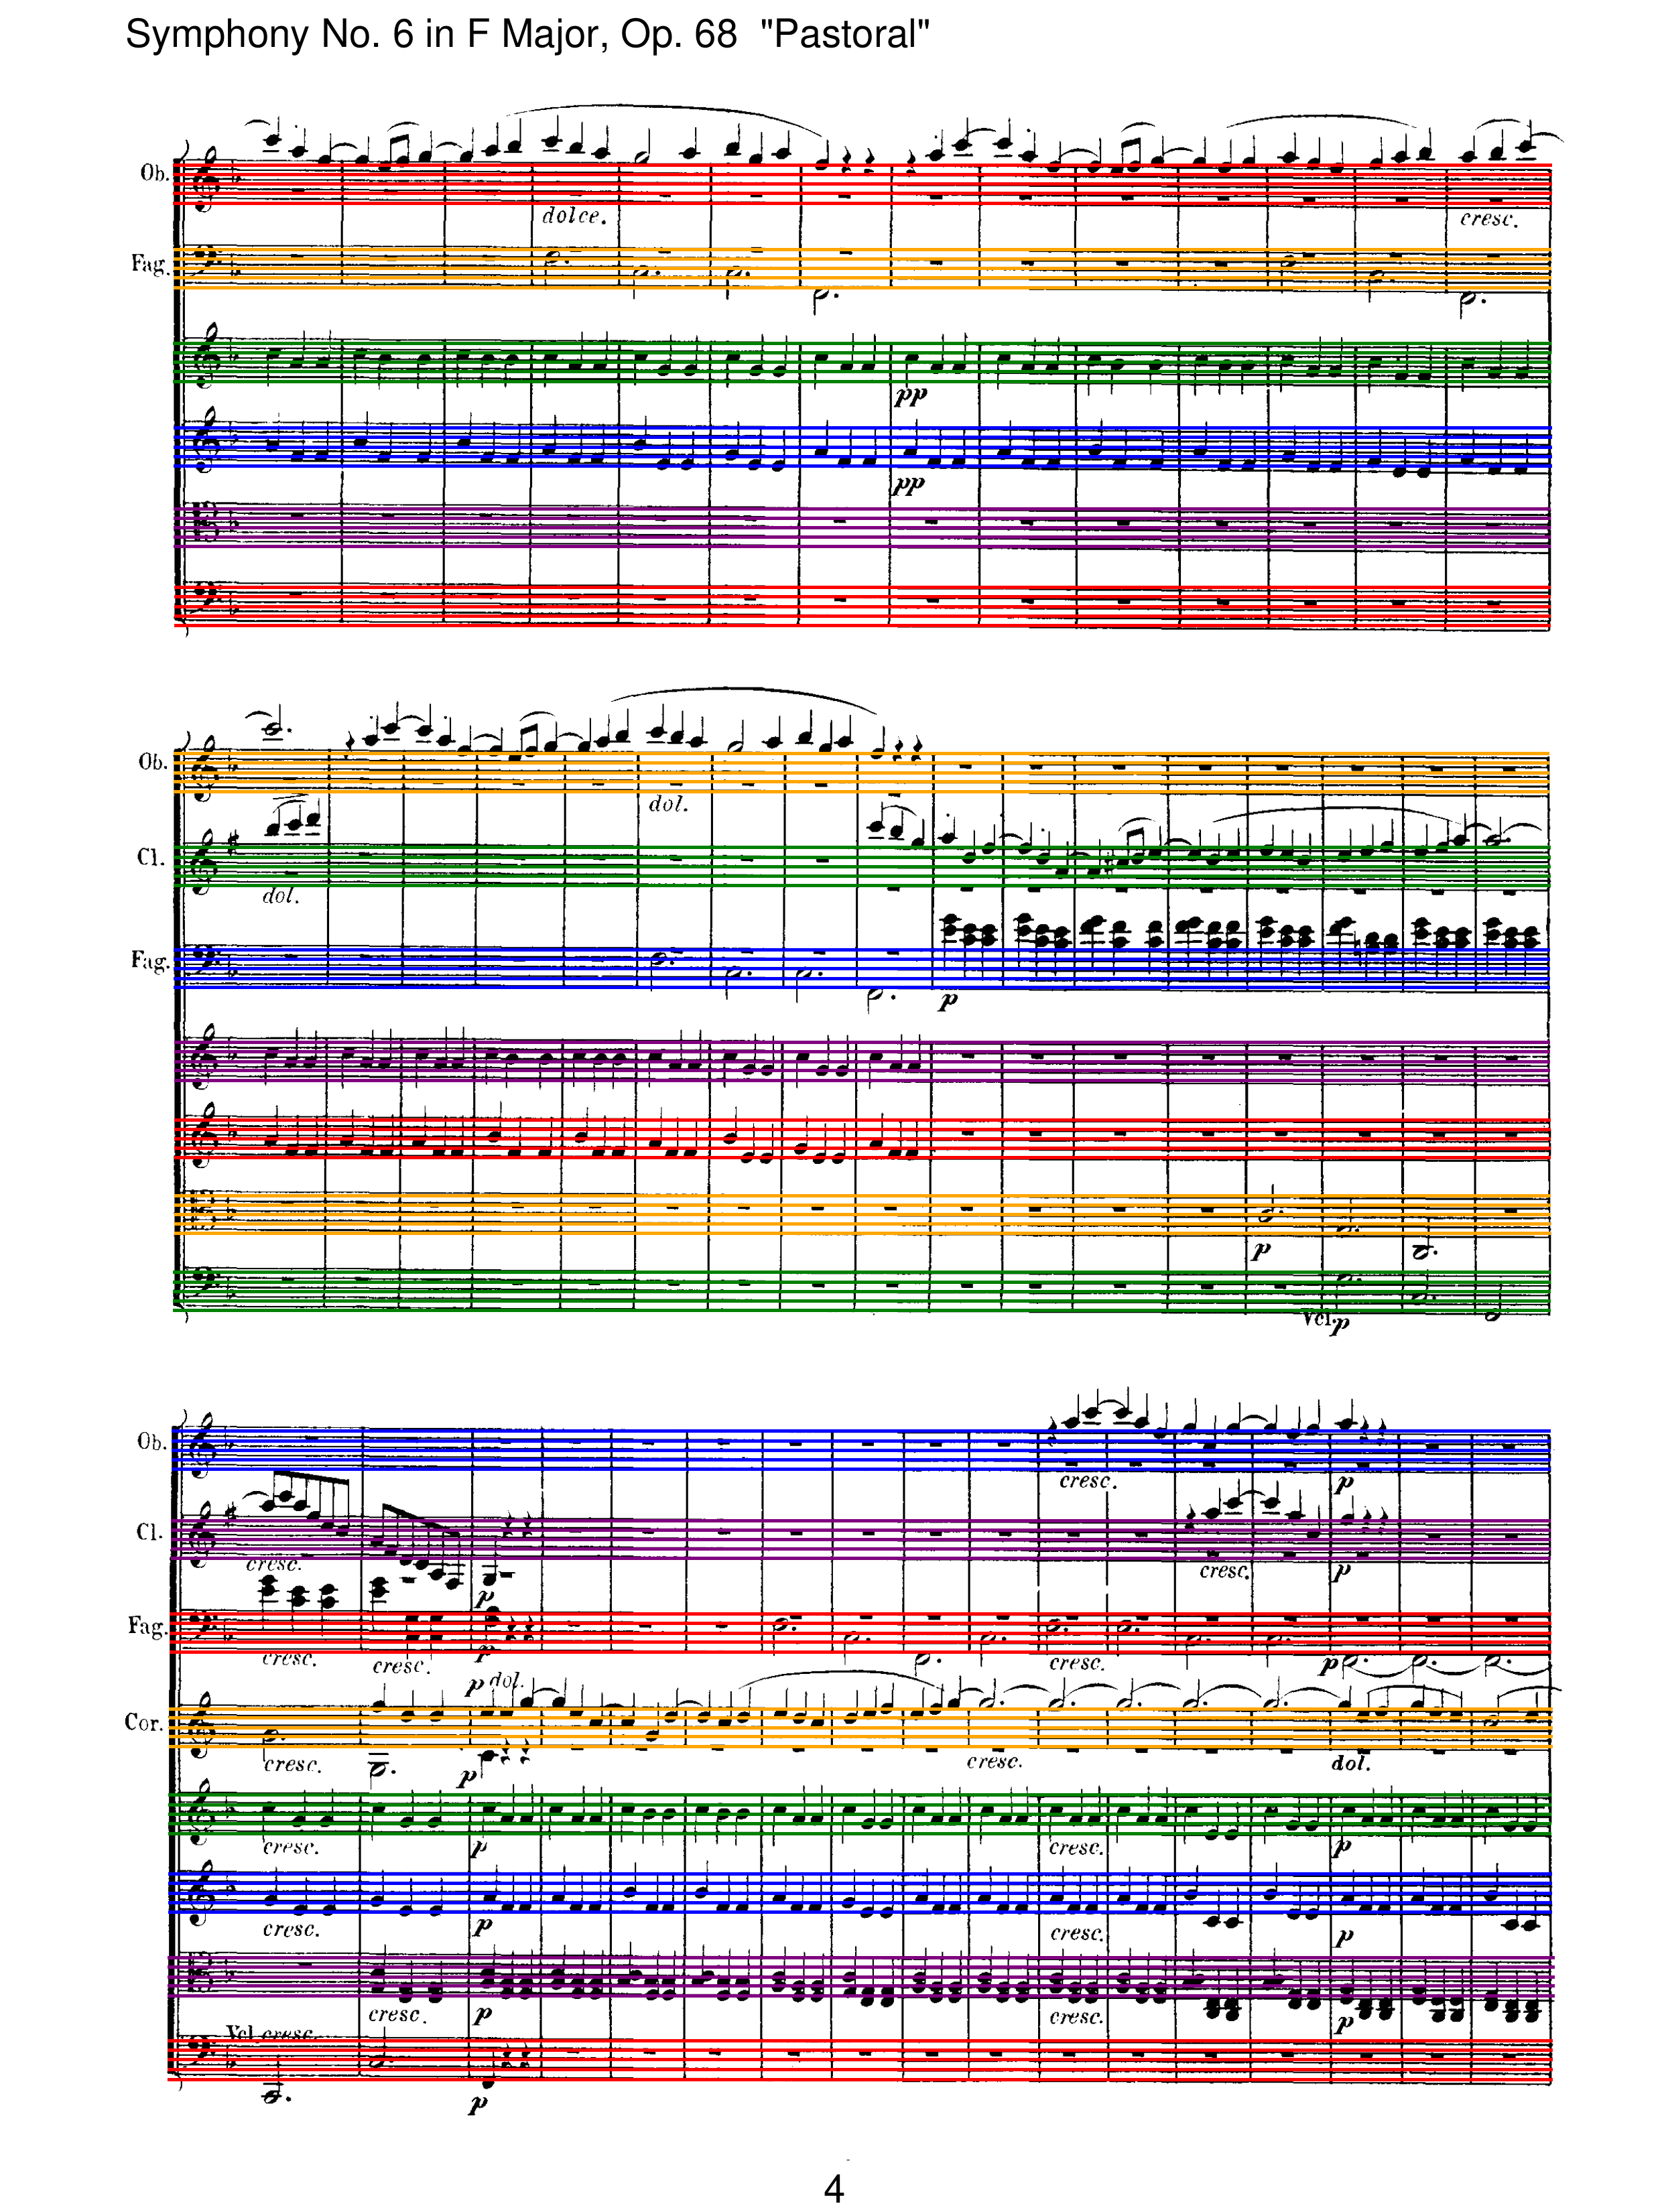 Symphony No. 6 in F Major, Op. 68 "Pastoral"
Ob.
dolce.
cresc.
Fag.
pp
pp
Ob.
dol.
Cl.
dol.
Fag.
p
p
Vcl. p
Ob.
cresc.
p
Cl.
cresc.
cresc.
p
p
Fag.
cresc.
cresc.
p
cresc.
p
p dol.
Cor.
cresc.
p
cresc.
dol.
cresc.
p
cresc.
p
cresc.
p
cresc.
p
cresc.
p
cresc.
p
Vcl cresc.
p
4